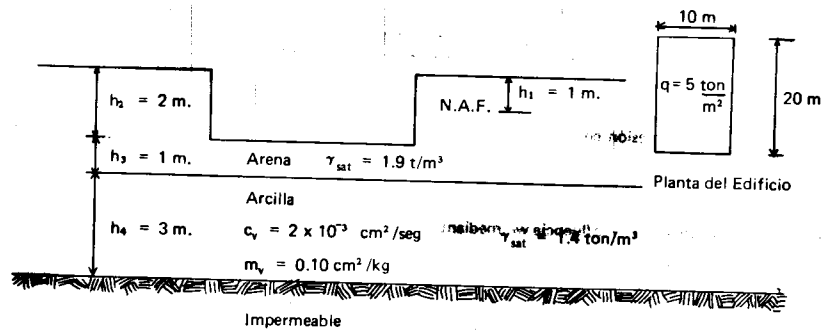 10 m
h₂ = 2 m.
h₁ = 1 m.
N.A.F.
q = 5 ton/m²
20 m
h₃ = 1 m.
Arena γsat = 1.9 t/m³
Planta del Edificio
Arcilla
h₄ = 3 m.
cᵥ = 2 x 10⁻³ cm²/seg
γsat = 1.4 ton/m³
mᵥ = 0.10 cm²/kg
Impermeable